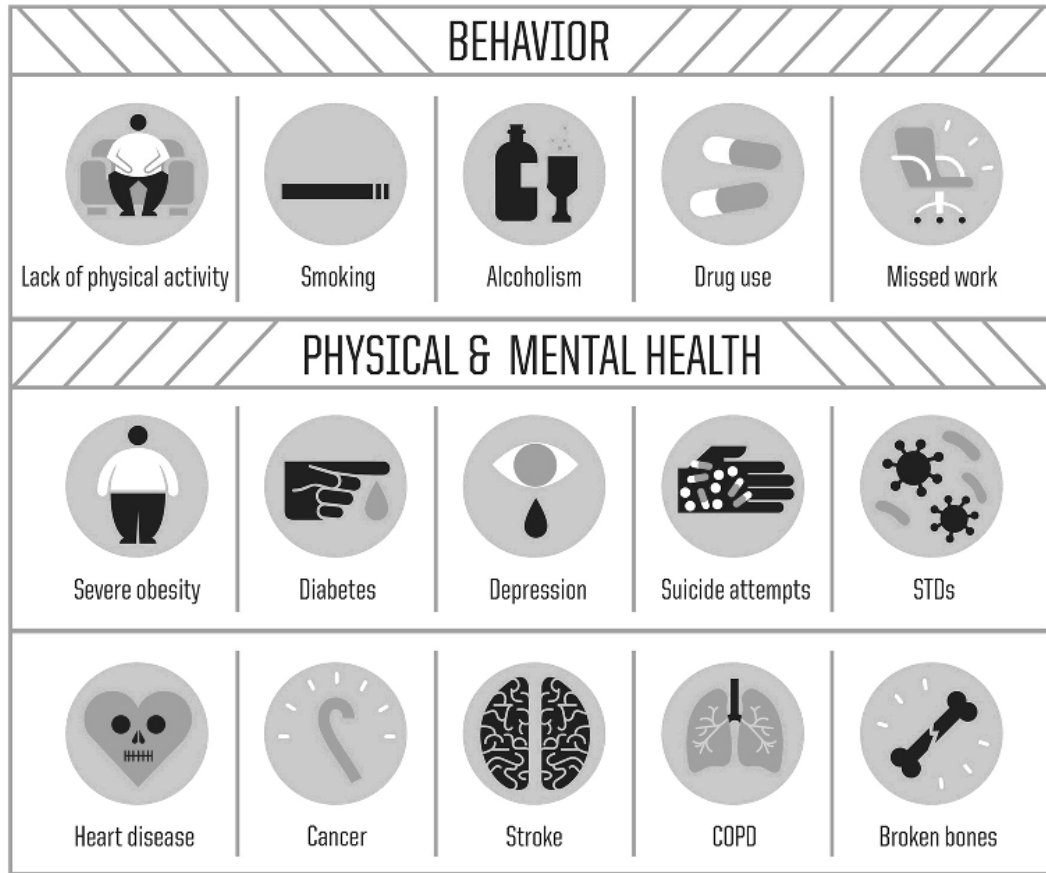 BEHAVIOR
Lack of physical activity
Smoking
Alcoholism
Drug use
Missed work
PHYSICAL & MENTAL HEALTH
Severe obesity
Diabetes
Depression
Suicide attempts
STDs
Heart disease
Cancer
Stroke
COPD
Broken bones